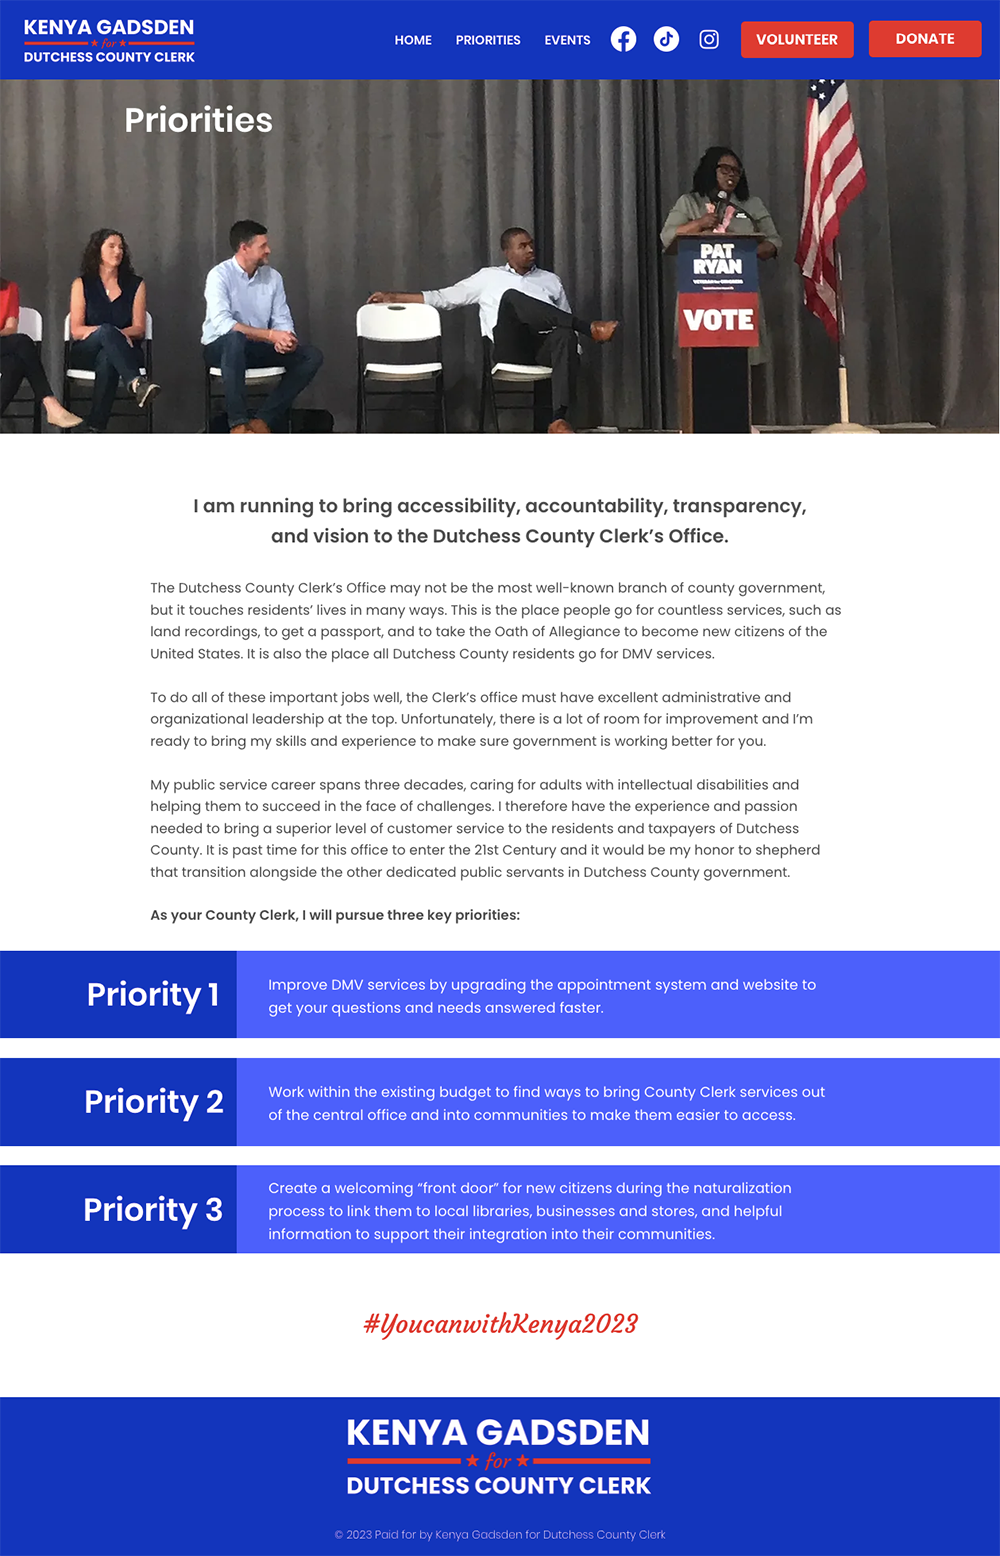 KENYA GADSDEN
for
DUTCHESS COUNTY CLERK
HOME PRIORITIES EVENTS VOLUNTEER DONATE
Priorities
PAT
RYAN
VOTE
I am running to bring accessibility, accountability, transparency,
and vision to the Dutchess County Clerk’s Office.
The Dutchess County Clerk’s Office may not be the most well-known branch of county government,
but it touches residents’ lives in many ways. This is the place people go for countless services, such as
land recordings, to get a passport, and to take the Oath of Allegiance to become new citizens of the
United States. It is also the place all Dutchess County residents go for DMV services.
To do all of these important jobs well, the Clerk’s office must have excellent administrative and
organizational leadership at the top. Unfortunately, there is a lot of room for improvement and I’m
ready to bring my skills and experience to make sure government is working better for you.
My public service career spans three decades, caring for adults with intellectual disabilities and
helping them to succeed in the face of challenges. I therefore have the experience and passion
needed to bring a superior level of customer service to the residents and taxpayers of Dutchess
County. It is past time for this office to enter the 21st Century and it would be my honor to shepherd
that transition alongside the other dedicated public servants in Dutchess County government.
As your County Clerk, I will pursue three key priorities:
Priority 1
Improve DMV services by upgrading the appointment system and website to
get your questions and needs answered faster.
Priority 2
Work within the existing budget to find ways to bring County Clerk services out
of the central office and into communities to make them easier to access.
Priority 3
Create a welcoming “front door” for new citizens during the naturalization
process to link them to local libraries, businesses and stores, and helpful
information to support their integration into their communities.
#YoucanwithKenya2023
KENYA GADSDEN
for
DUTCHESS COUNTY CLERK
© 2023 Paid for by Kenya Gadsden for Dutchess County Clerk